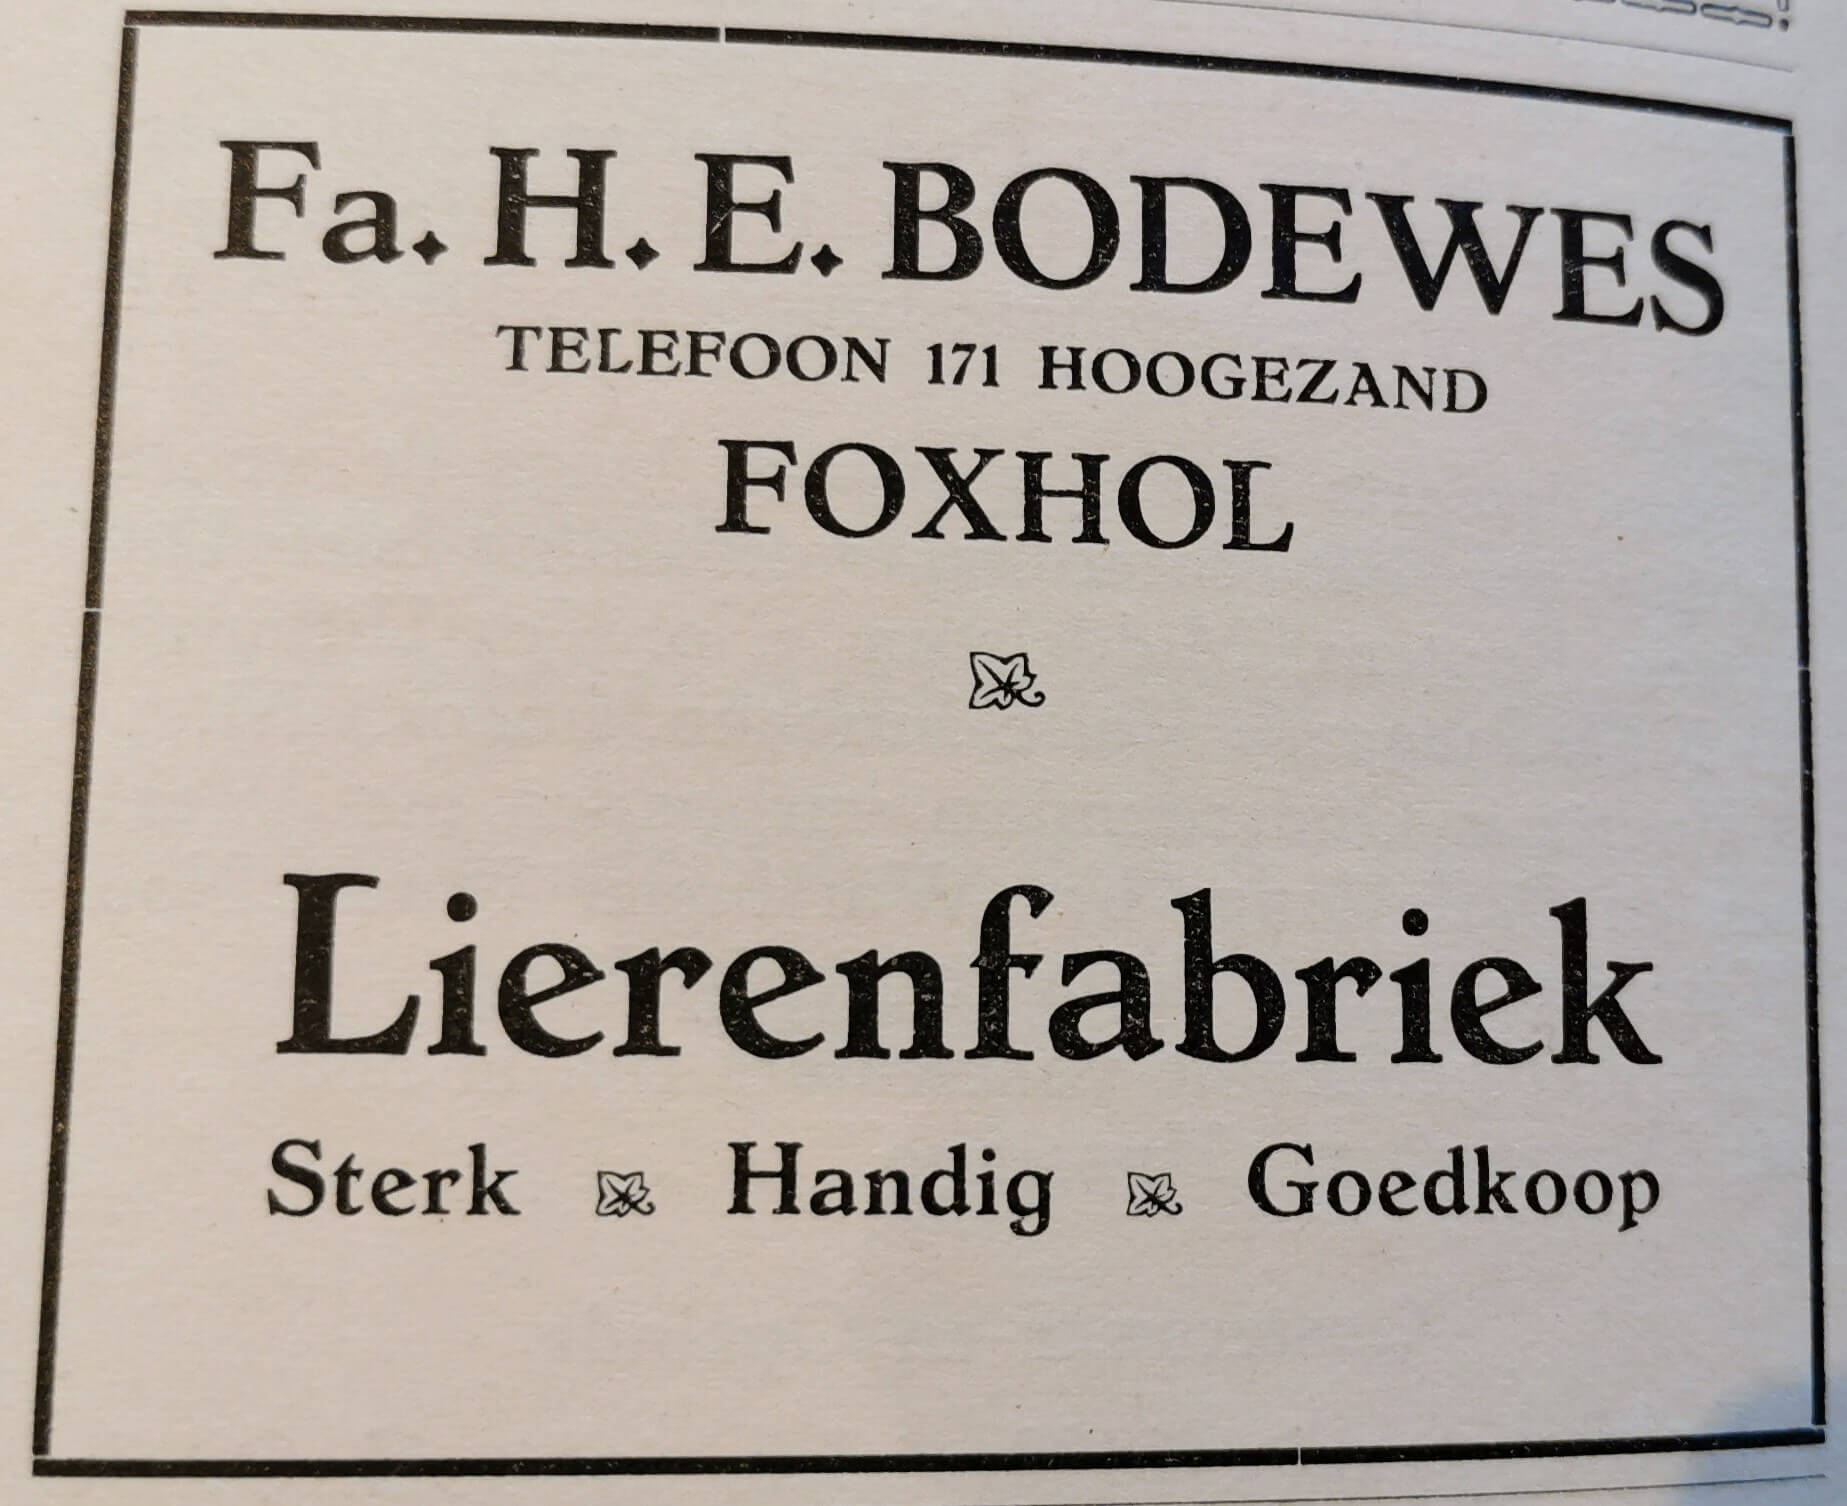 Fa. H. E. BODEWES
TELEFOON 171 HOOGEZAND
FOXHOL
Lierenfabriek
Sterk Handig Goedkoop